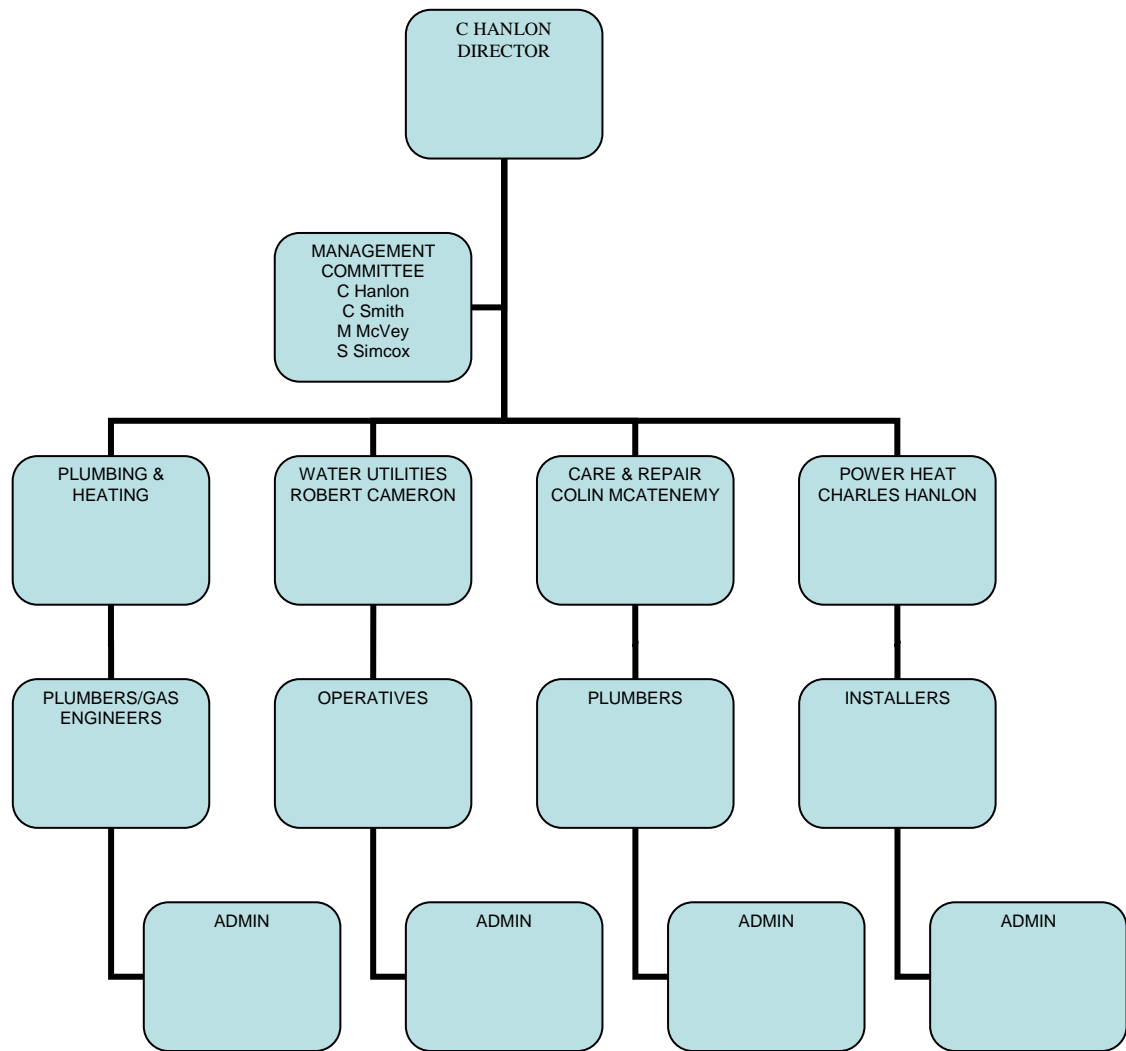 C HANLON
DIRECTOR
MANAGEMENT
COMMITTEE
C Hanlon
C Smith
M McVey
S Simcox
PLUMBING &
HEATING
WATER UTILITIES
ROBERT CAMERON
CARE & REPAIR
COLIN MCATENEMY
POWER HEAT
CHARLES HANLON
PLUMBERS/GAS
ENGINEERS
OPERATIVES
PLUMBERS
INSTALLERS
ADMIN
ADMIN
ADMIN
ADMIN